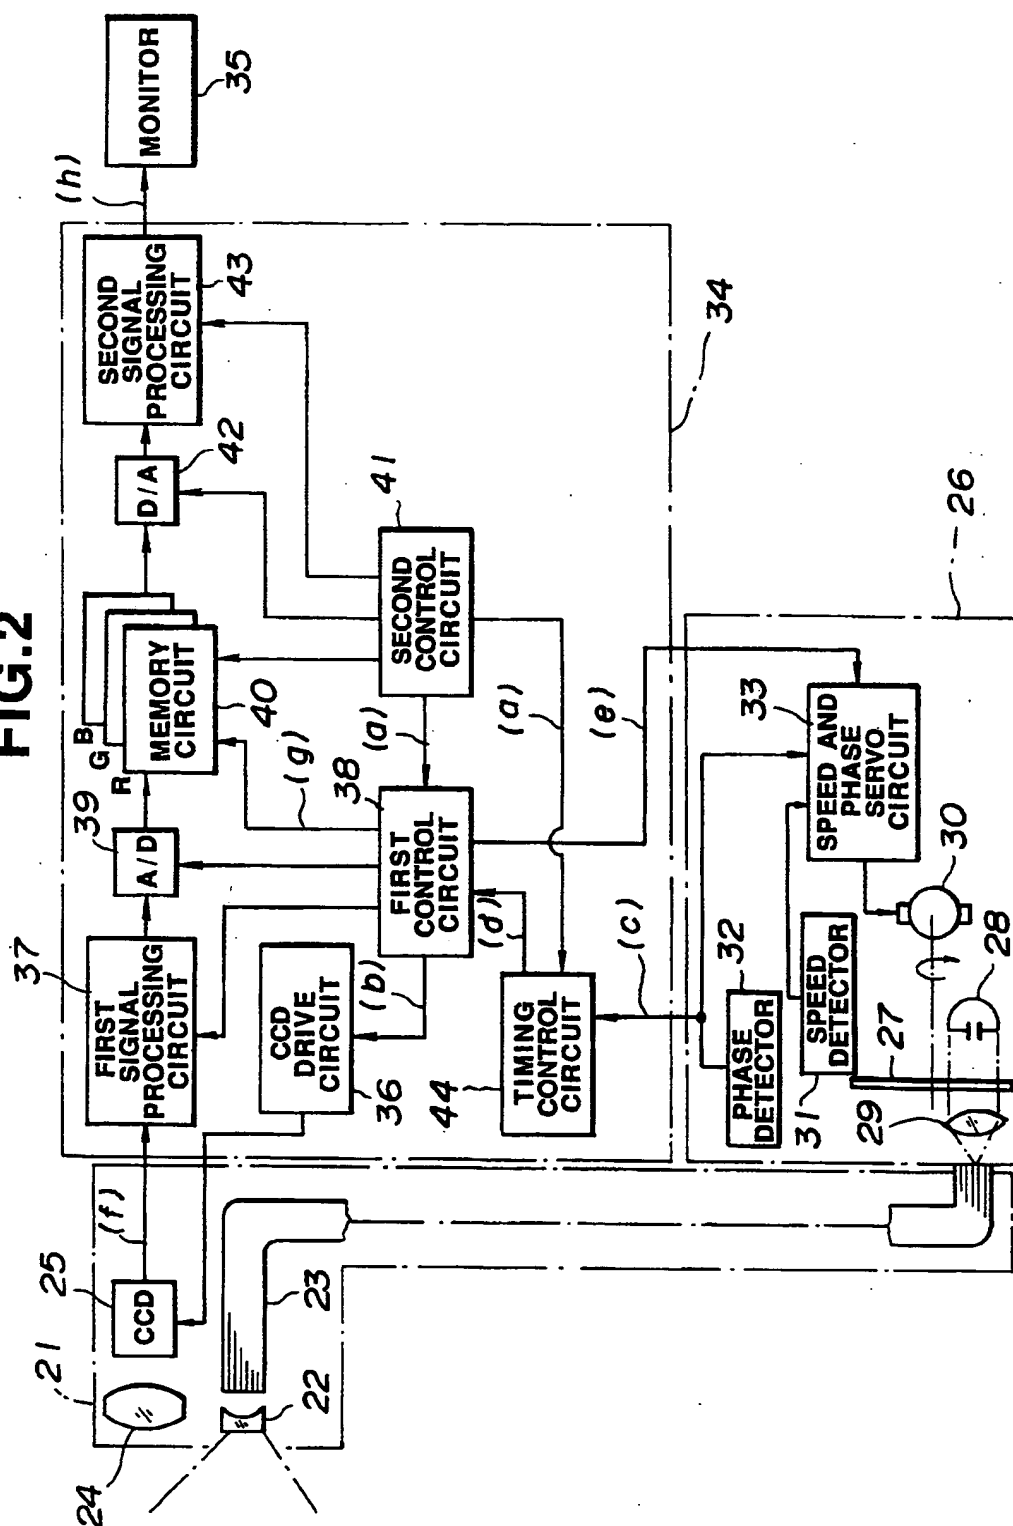 FIG.2
MONITOR
35
(h)
SECOND
SIGNAL
PROCESSING
CIRCUIT
43
34
D/A
42
B
G
R
MEMORY
CIRCUIT
40
SECOND
CONTROL
CIRCUIT
41
(a)
(a)
(e)
(g)
A/D
39
FIRST
CONTROL
CIRCUIT
38
FIRST
SIGNAL
PROCESSING
CIRCUIT
37
CCD
DRIVE
CIRCUIT
36
(b)
(d)
(c)
TIMING
CONTROL
CIRCUIT
44
26
SPEED AND
PHASE
SERVO
CIRCUIT
33
30
28
27
SPEED
DETECTOR
31
PHASE
DETECTOR
32
29
(f)
CCD
25
21
24
22
23